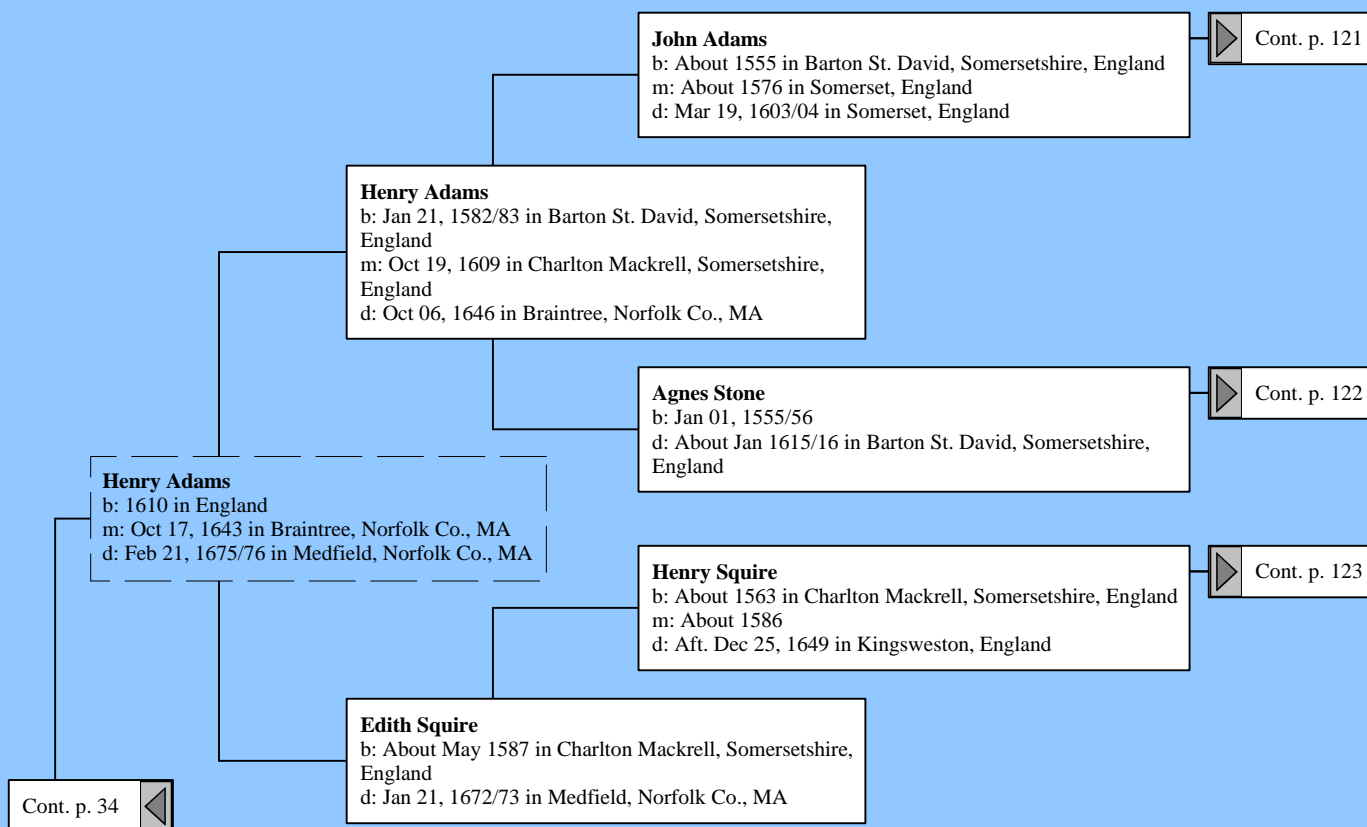 John Adams
b: About 1555 in Barton St. David, Somersetshire, England
m: About 1576 in Somerset, England
d: Mar 19, 1603/04 in Somerset, England
Cont. p. 121
Henry Adams
b: Jan 21, 1582/83 in Barton St. David, Somersetshire,
England
m: Oct 19, 1609 in Charlton Mackrell, Somersetshire,
England
d: Oct 06, 1646 in Braintree, Norfolk Co., MA
Agnes Stone
b: Jan 01, 1555/56
d: About Jan 1615/16 in Barton St. David, Somersetshire,
England
Cont. p. 122
Henry Adams
b: 1610 in England
m: Oct 17, 1643 in Braintree, Norfolk Co., MA
d: Feb 21, 1675/76 in Medfield, Norfolk Co., MA
Henry Squire
b: About 1563 in Charlton Mackrell, Somersetshire, England
m: About 1586
d: Aft. Dec 25, 1649 in Kingsweston, England
Cont. p. 123
Edith Squire
b: About May 1587 in Charlton Mackrell, Somersetshire,
England
d: Jan 21, 1672/73 in Medfield, Norfolk Co., MA
Cont. p. 34